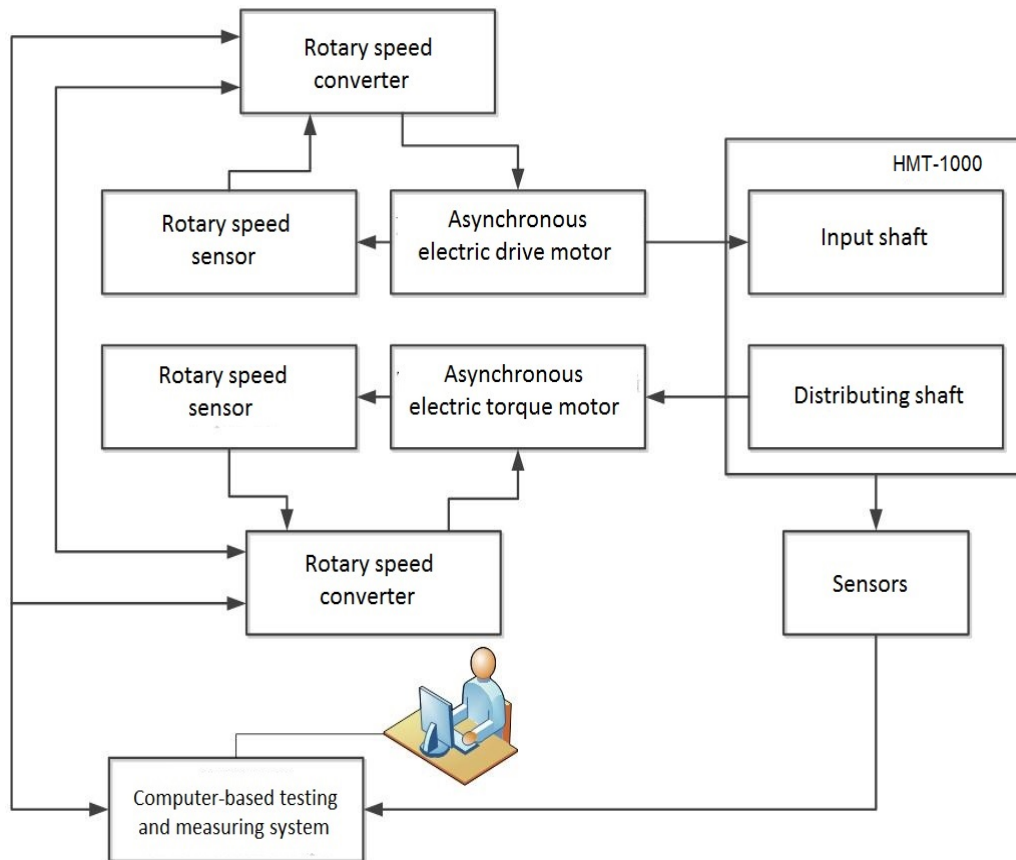 Rotary speed
converter
HMT-1000
Rotary speed
sensor
Asynchronous
electric drive motor
Input shaft
Rotary speed
sensor
Asynchronous
electric torque motor
Distributing shaft
Rotary speed
converter
Sensors
Computer-based testing
and measuring system